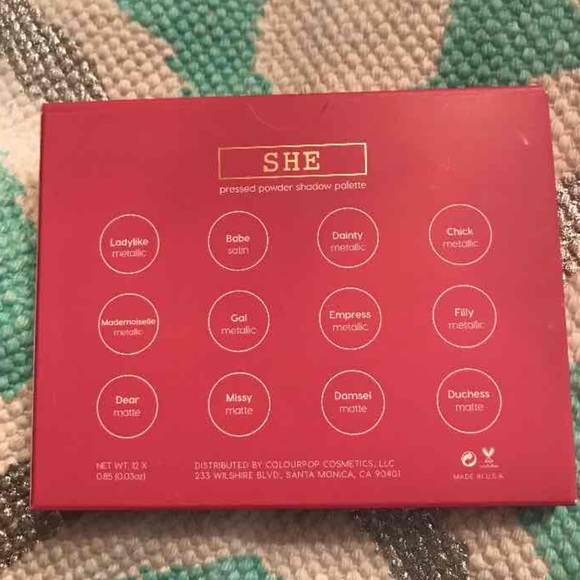 SHE
pressed powder shadow palette
Ladylike
metallic
Babe
satin
Dainty
metallic
Chick
metallic
Mademoiselle
metallic
Gal
metallic
Empress
metallic
Filly
metallic
Dear
matte
Missy
matte
Damsel
matte
Duchess
matte
NET WT. 12 X
0.85 (0.03oz)
DISTRIBUTED BY COLOURPOP COSMETICS, LLC
233 WILSHIRE BLVD, SANTA MONICA, CA 90401
MADE IN U.S.A.